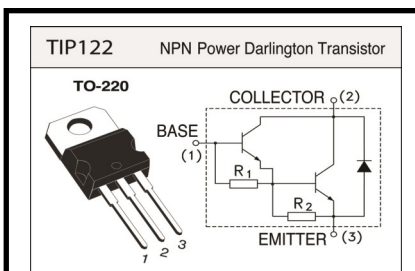 TIP122 NPN Power Darlington Transistor
TO-220
1 2 3
COLLECTOR (2)
BASE
(1)
R1
R2
EMITTER (3)